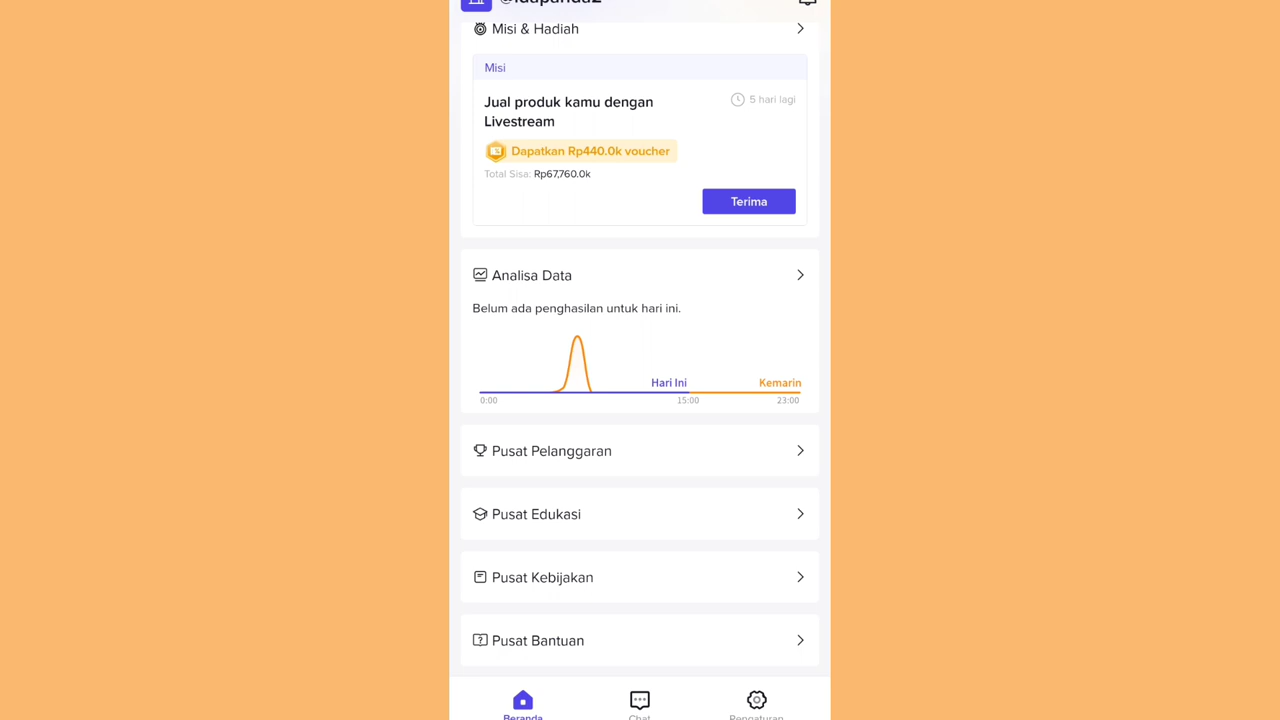 Misi & Hadiah
Misi
Jual produk kamu dengan
Livestream
5 hari lagi
Dapatkan Rp440.0k voucher
Total Sisa: Rp67,760.0k
Terima
Analisa Data
Belum ada penghasilan untuk hari ini.
Hari Ini
Kemarin
0:00
15:00
23:00
Pusat Pelanggaran
Pusat Edukasi
Pusat Kebijakan
Pusat Bantuan
Beranda
Chat
Pengaturan